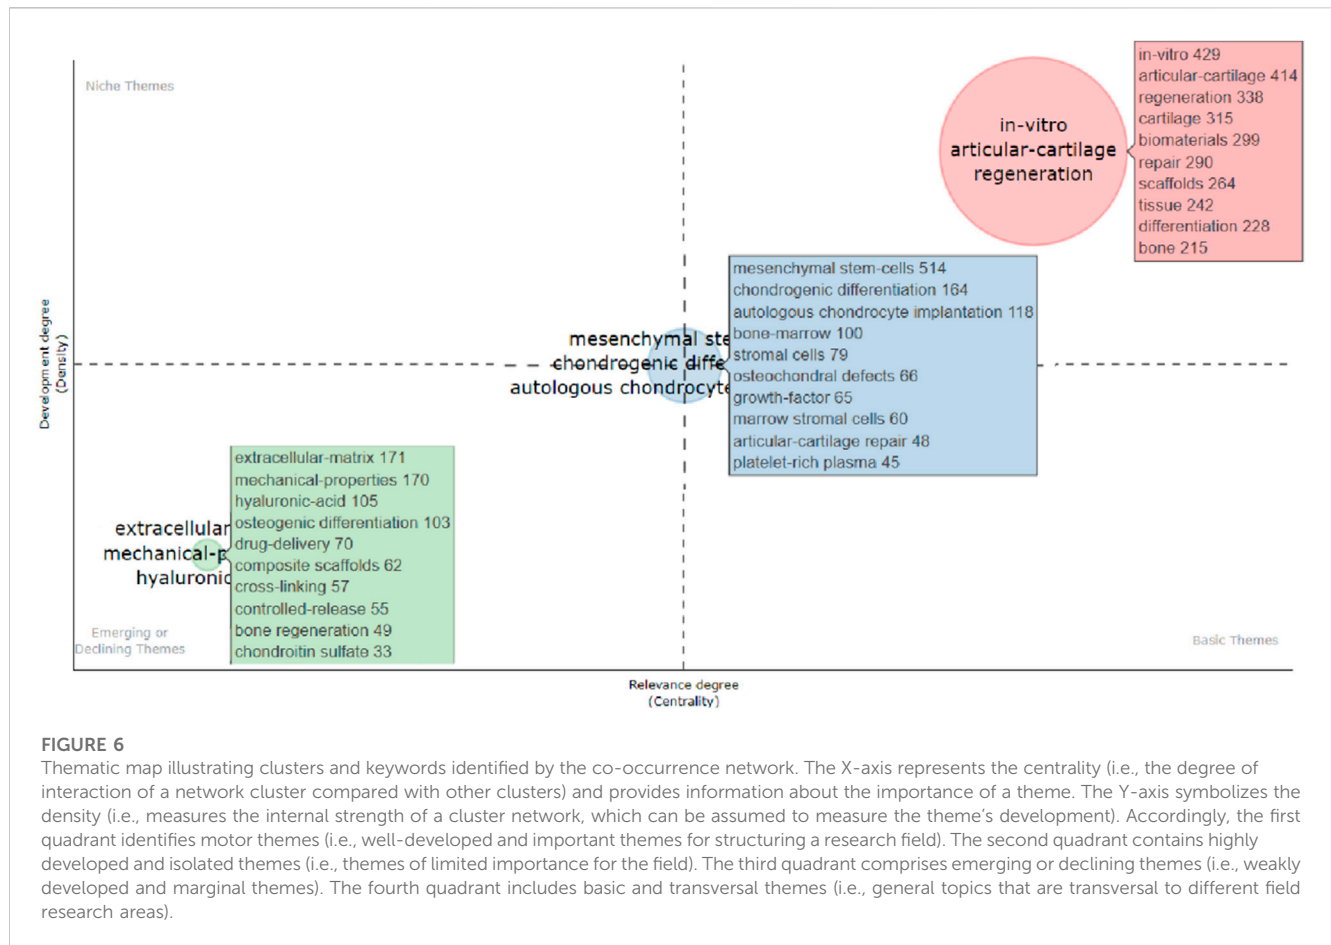 Niche Themes
in-vitro
articular-cartilage
regeneration
in-vitro 429
articular-cartilage 414
regeneration 338
cartilage 315
biomaterials 299
repair 290
scaffolds 264
tissue 242
differentiation 228
bone 215
mesenchymal ste
chondrogenic diffe
autologous chondrocyte
mesenchymal stem-cells 514
chondrogenic differentiation 164
autologous chondrocyte implantation 118
bone-marrow 100
stromal cells 79
osteochondral defects 66
growth-factor 65
marrow stromal cells 60
articular-cartilage repair 48
platelet-rich plasma 45
Development degree
(Density)
extracellular
mechanical-p
hyaluronic
extracellular-matrix 171
mechanical-properties 170
hyaluronic-acid 105
osteogenic differentiation 103
drug-delivery 70
composite scaffolds 62
cross-linking 57
controlled-release 55
bone regeneration 49
chondroitin sulfate 33
Emerging or
Declining Themes
Basic Themes
Relevance degree
(Centrality)
FIGURE 6
Thematic map illustrating clusters and keywords identified by the co-occurrence network. The X-axis represents the centrality (i.e., the degree of
interaction of a network cluster compared with other clusters) and provides information about the importance of a theme. The Y-axis symbolizes the
density (i.e., measures the internal strength of a cluster network, which can be assumed to measure the theme's development). Accordingly, the first
quadrant identifies motor themes (i.e., well-developed and important themes for structuring a research field). The second quadrant contains highly
developed and isolated themes (i.e., themes of limited importance for the field). The third quadrant comprises emerging or declining themes (i.e., weakly
developed and marginal themes). The fourth quadrant includes basic and transversal themes (i.e., general topics that are transversal to different field
research areas).